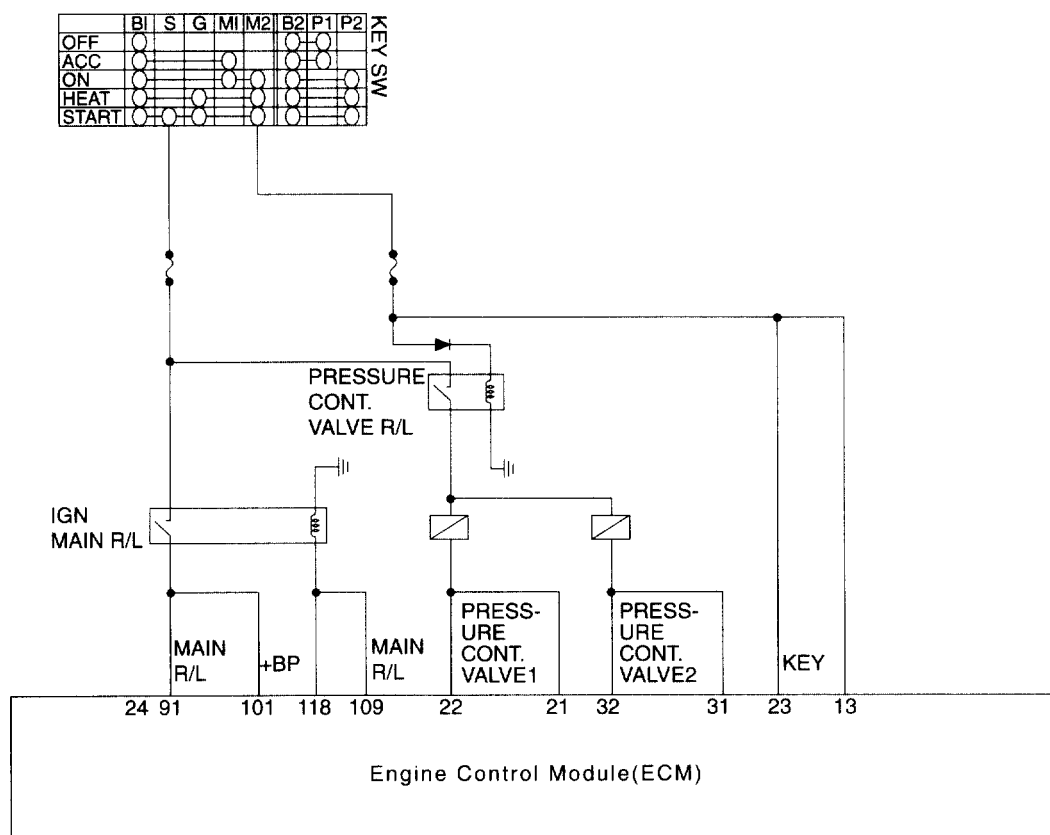 BI S G MI M2 B2 P1 P2
OFF
ACC
ON
HEAT
START
KEY SW
PRESSURE
CONT.
VALVE R/L
IGN
MAIN R/L
MAIN
R/L
+BP
MAIN
R/L
PRESS-
URE
CONT.
VALVE1
PRESS-
URE
CONT.
VALVE2
KEY
24 91 101 118 109 22 21 32 31 23 13
Engine Control Module(ECM)